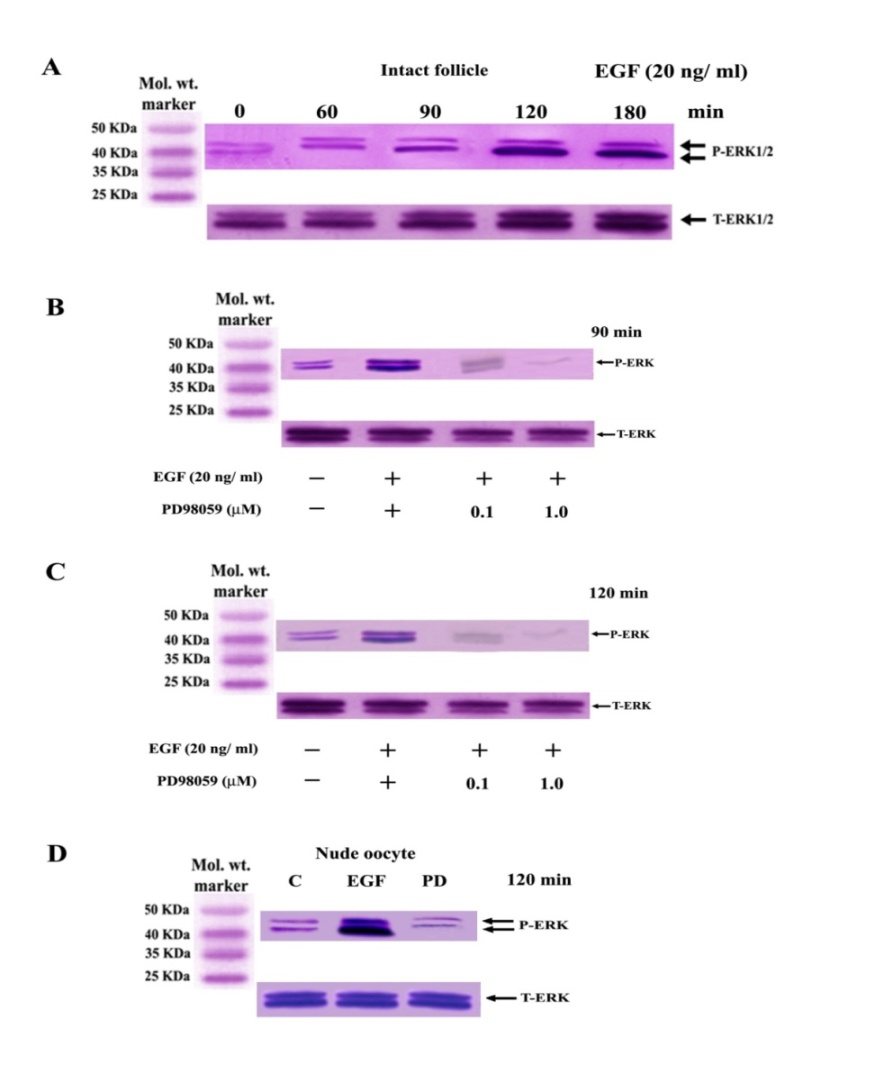 A
Intact follicle EGF (20 ng/ ml)
Mol. wt.
marker
0 60 90 120 180 min
50 KDa
40 KDa
35 KDa
25 KDa
P-ERK1/2
T-ERK1/2
B
Mol. wt.
marker
90 min
50 KDa
40 KDa
35 KDa
25 KDa
P-ERK
T-ERK
EGF (20 ng/ ml) − + + +
PD98059 (μM) − + 0.1 1.0
C
Mol. wt.
marker
120 min
50 KDa
40 KDa
35 KDa
25 KDa
P-ERK
T-ERK
EGF (20 ng/ ml) − + + +
PD98059 (μM) − + 0.1 1.0
D
Nude oocyte
Mol. wt.
marker
C EGF PD 120 min
50 KDa
40 KDa
35 KDa
25 KDa
P-ERK
T-ERK